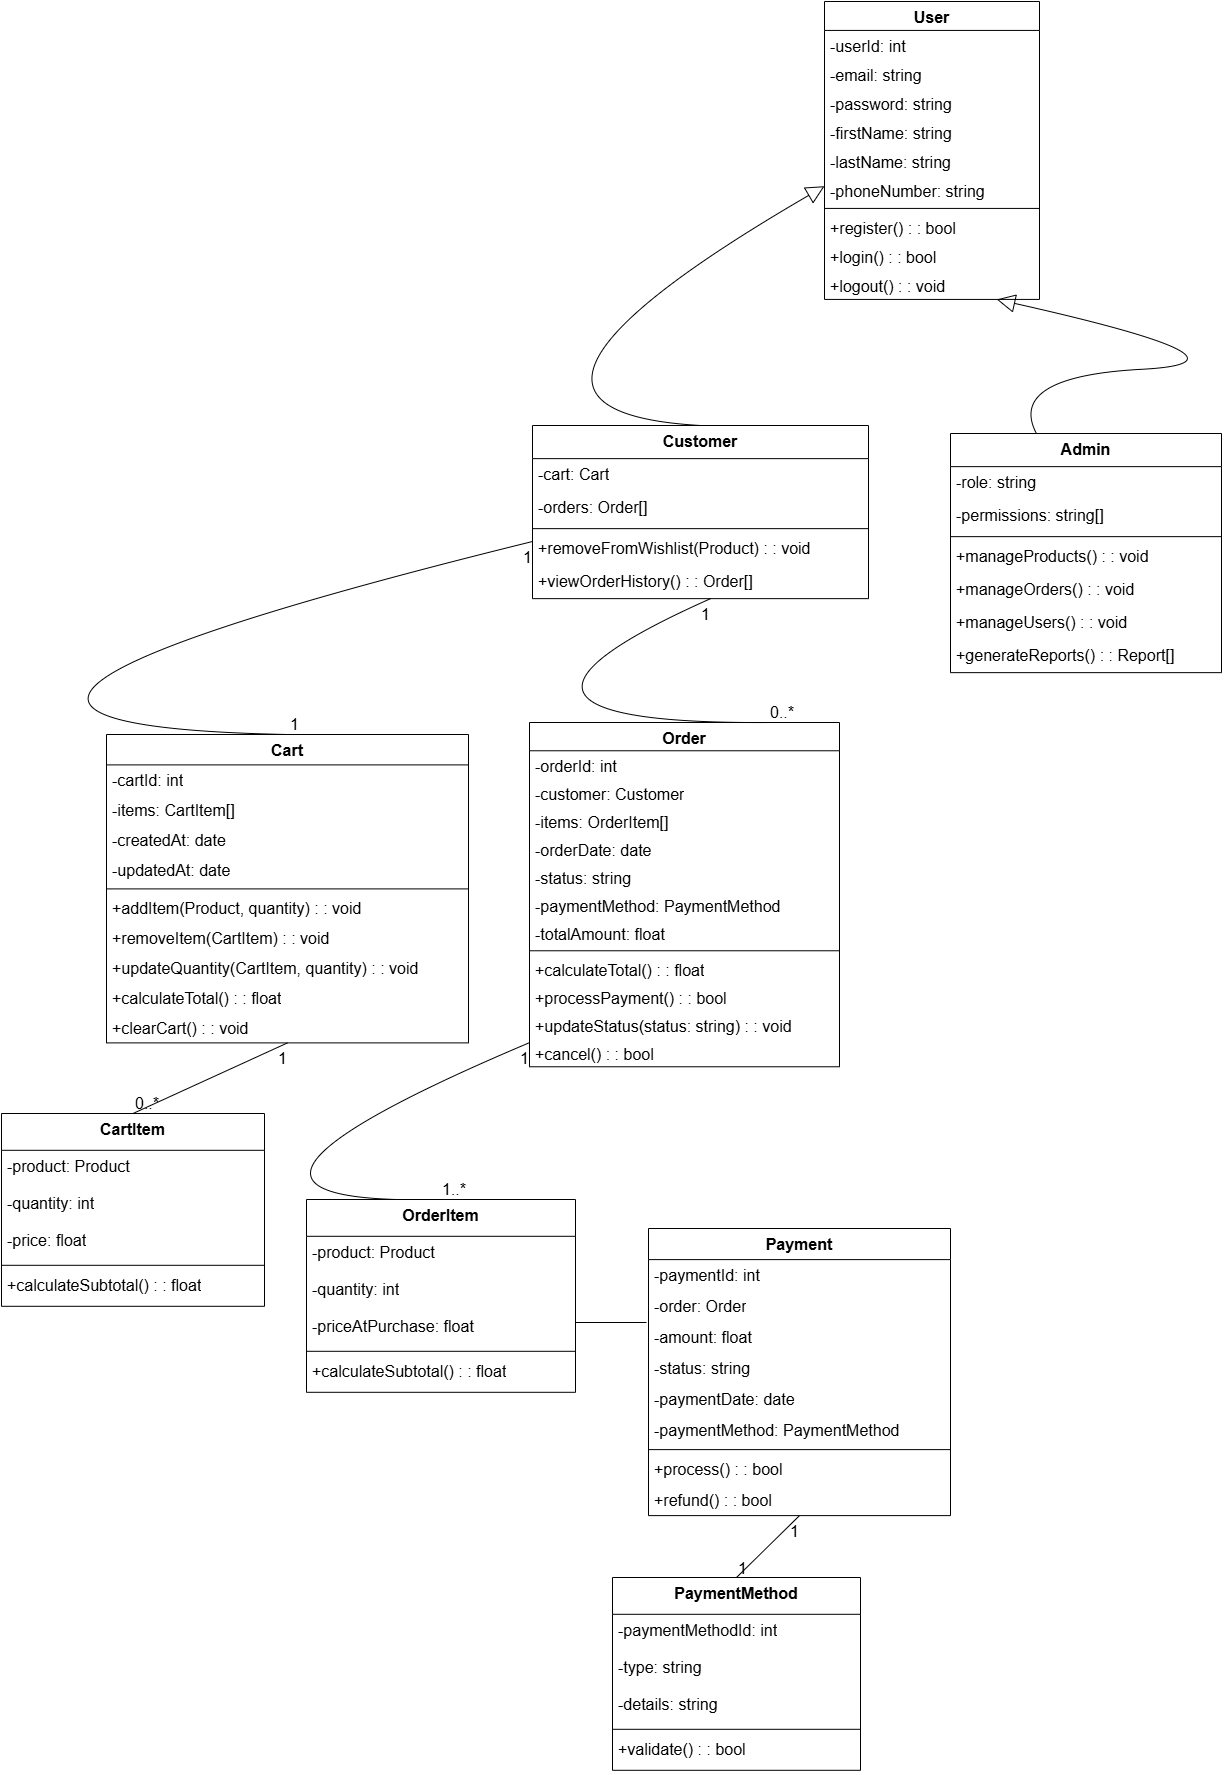 User
-userId: int
-email: string
-password: string
-firstName: string
-lastName: string
-phoneNumber: string
+register() : : bool
+login() : : bool
+logout() : : void
Customer
-cart: Cart
-orders: Order[]
+removeFromWishlist(Product) : : void
+viewOrderHistory() : : Order[]
1
1
Admin
-role: string
-permissions: string[]
+manageProducts() : : void
+manageOrders() : : void
+manageUsers() : : void
+generateReports() : : Report[]
1
Cart
-cartId: int
-items: CartItem[]
-createdAt: date
-updatedAt: date
+addItem(Product, quantity) : : void
+removeItem(CartItem) : : void
+updateQuantity(CartItem, quantity) : : void
+calculateTotal() : : float
+clearCart() : : void
1
0..*
Order
-orderId: int
-customer: Customer
-items: OrderItem[]
-orderDate: date
-status: string
-paymentMethod: PaymentMethod
-totalAmount: float
+calculateTotal() : : float
+processPayment() : : bool
+updateStatus(status: string) : : void
+cancel() : : bool
1
0..*
CartItem
-product: Product
-quantity: int
-price: float
+calculateSubtotal() : : float
1..*
OrderItem
-product: Product
-quantity: int
-priceAtPurchase: float
+calculateSubtotal() : : float
Payment
-paymentId: int
-order: Order
-amount: float
-status: string
-paymentDate: date
-paymentMethod: PaymentMethod
+process() : : bool
+refund() : : bool
1
1
PaymentMethod
-paymentMethodId: int
-type: string
-details: string
+validate() : : bool